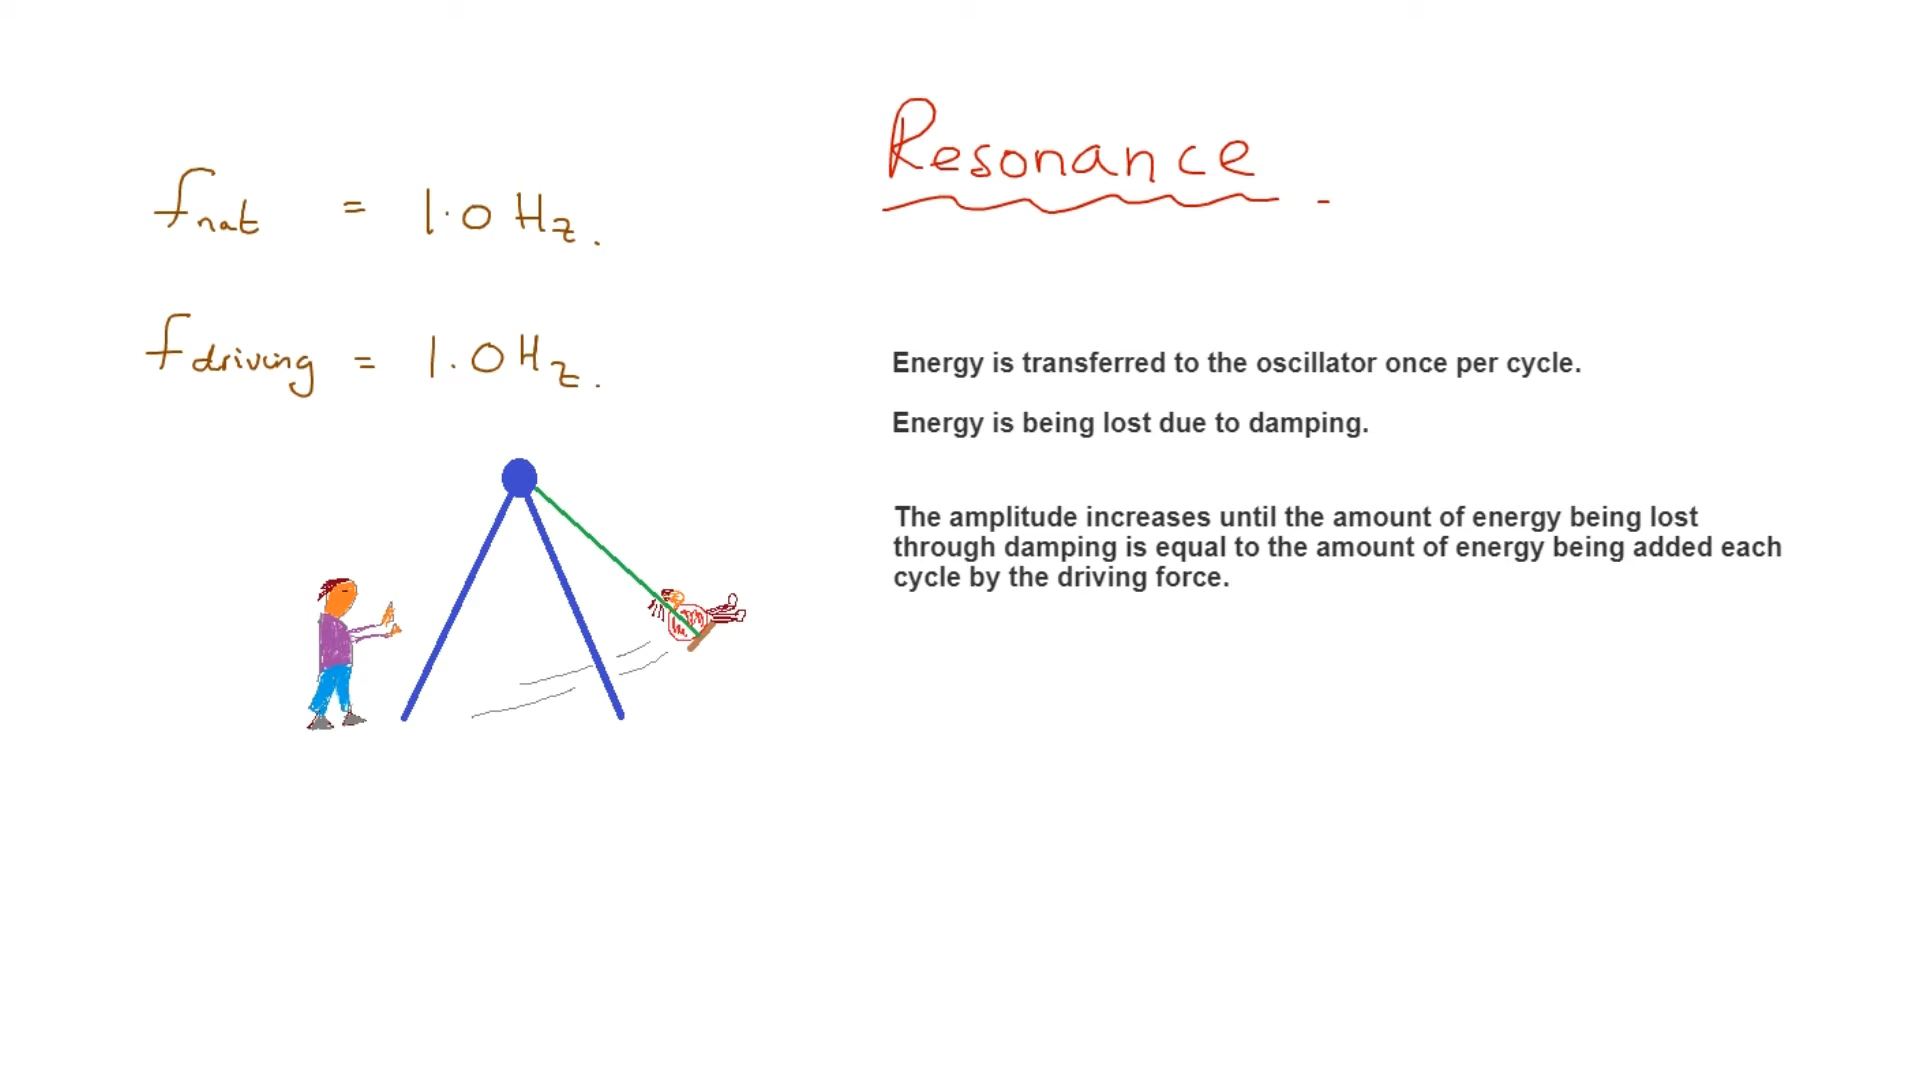 Resonance
f nat = 1.0 Hz.
f driving = 1.0 Hz.
Energy is transferred to the oscillator once per cycle.
Energy is being lost due to damping.
The amplitude increases until the amount of energy being lost
through damping is equal to the amount of energy being added each
cycle by the driving force.